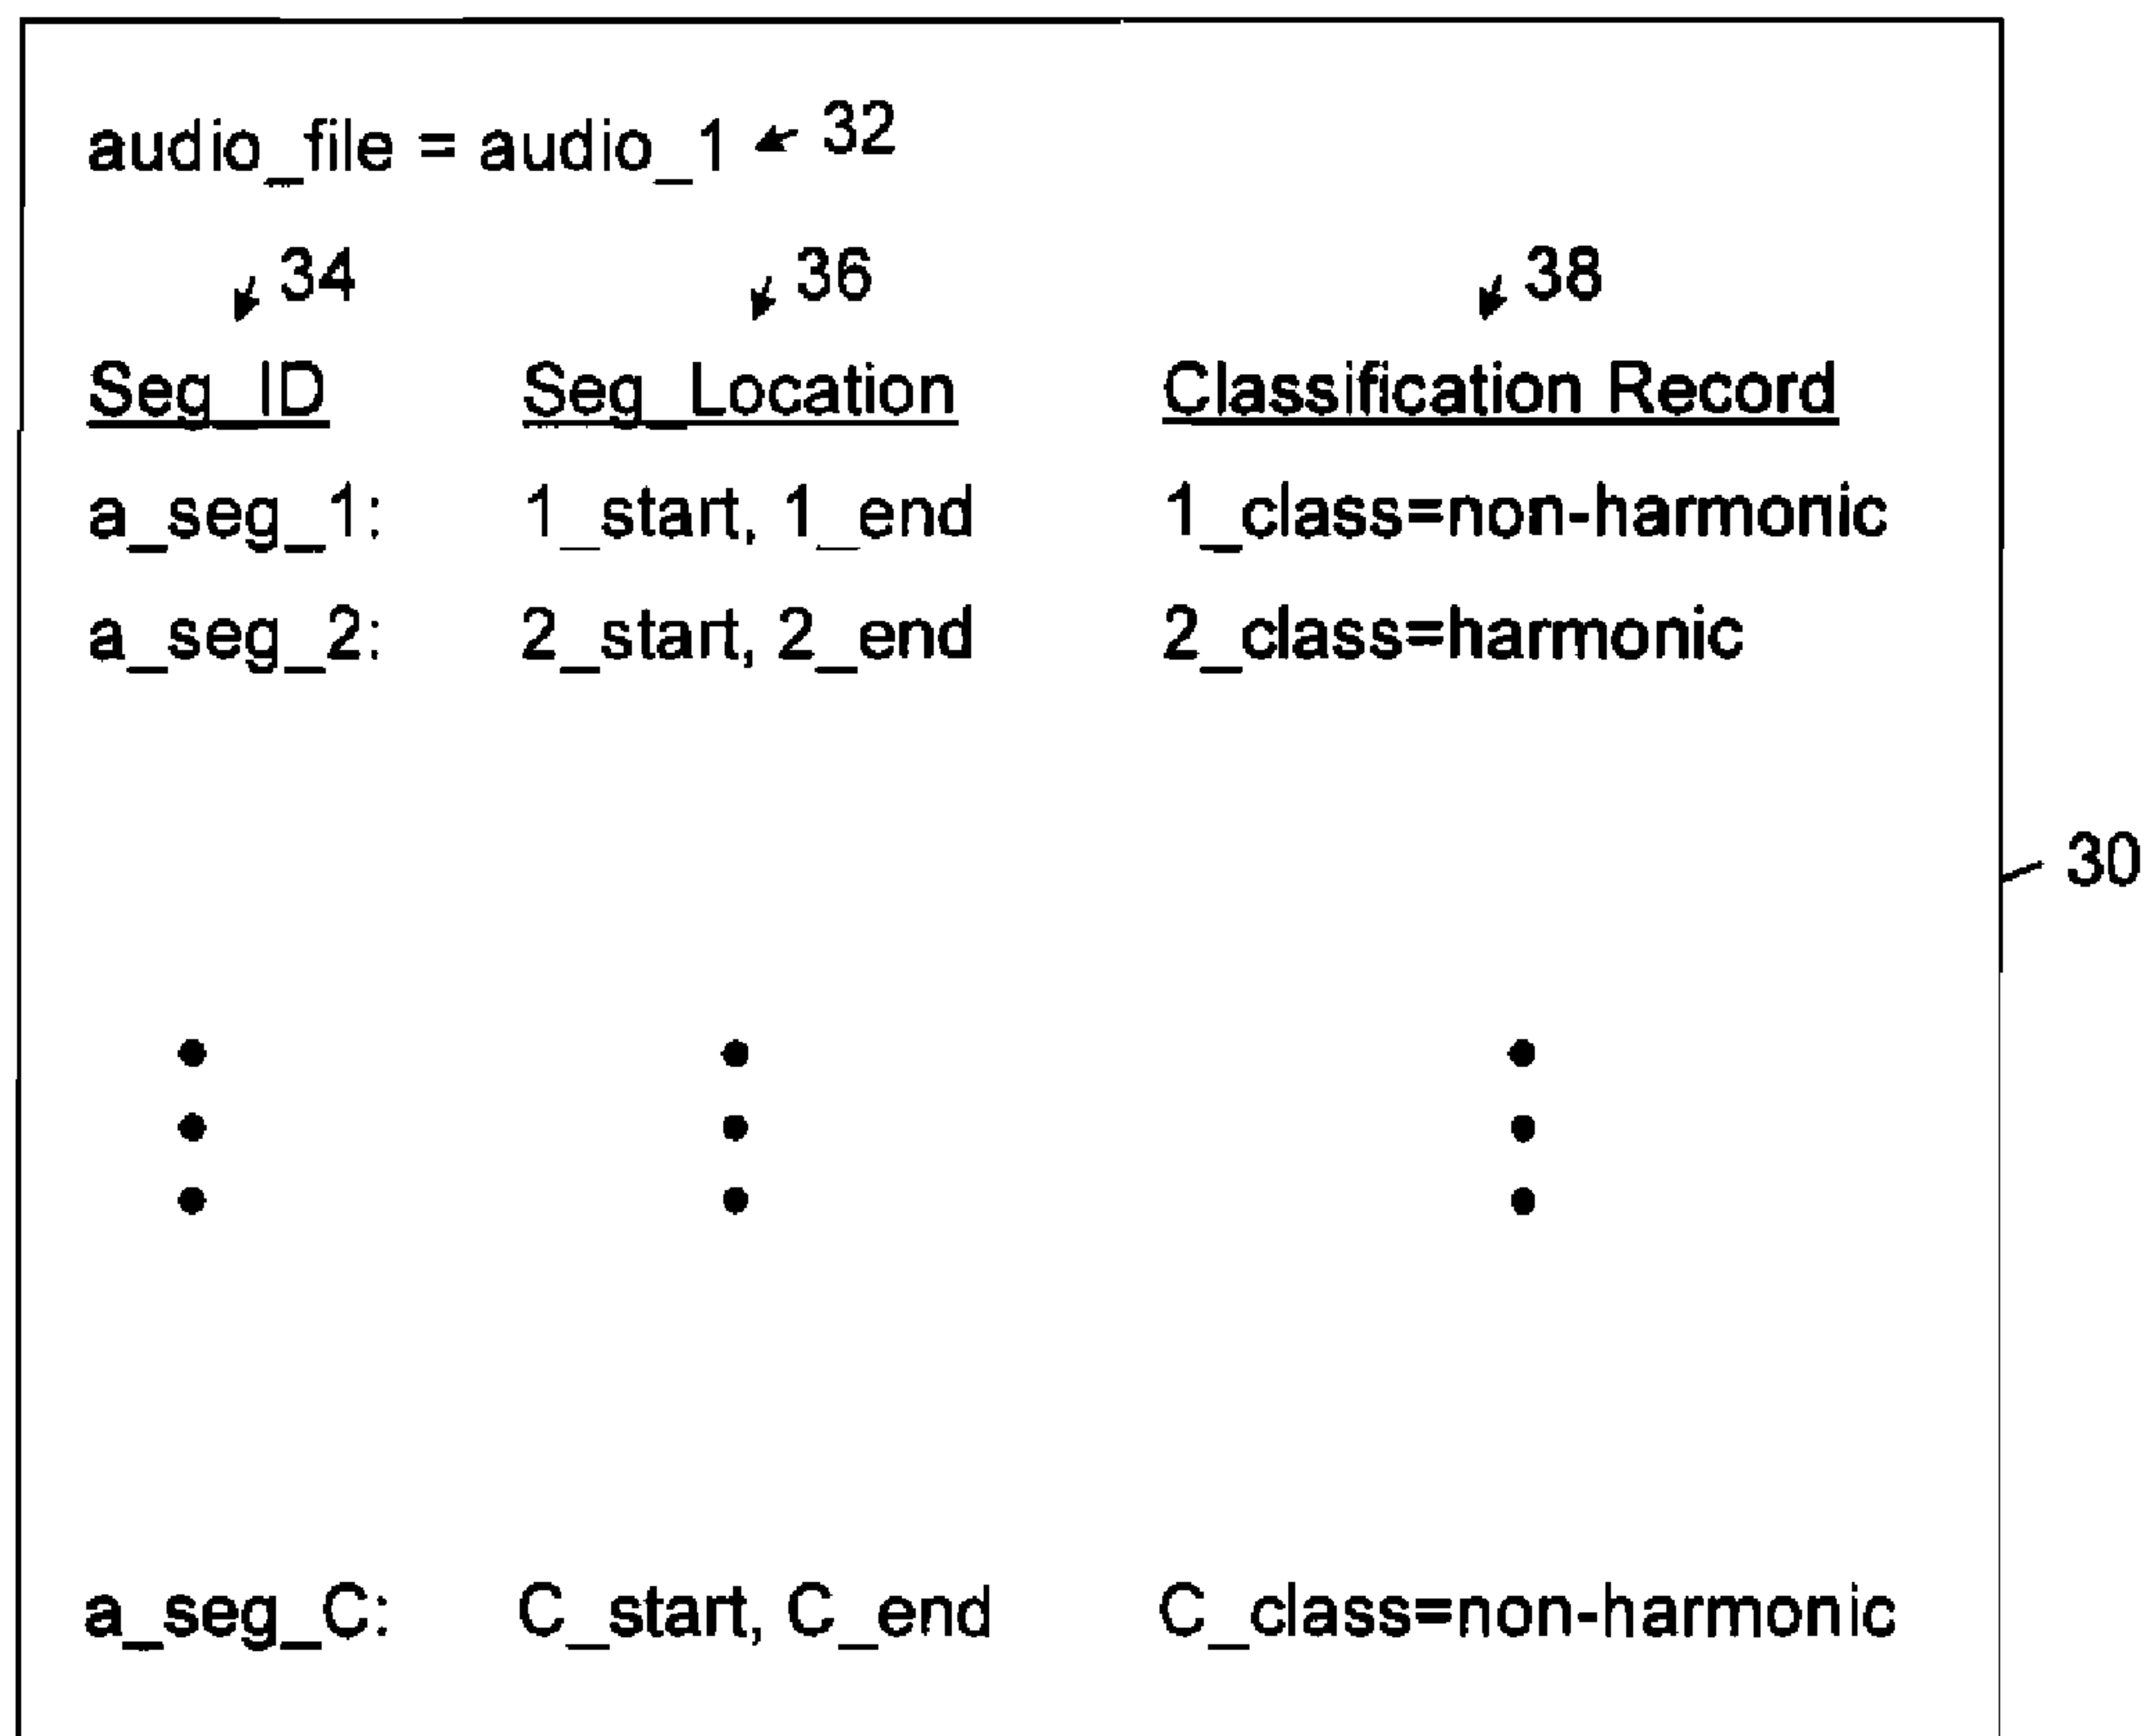 audio_file = audio_1 32
34 36 38
Seg_ID Seg_Location Classification Record
a_seg_1: 1_start, 1_end 1_class=non-harmonic
a_seg_2: 2_start, 2_end 2_class=harmonic
30
a_seg_C: C_start, C_end C_class=non-harmonic